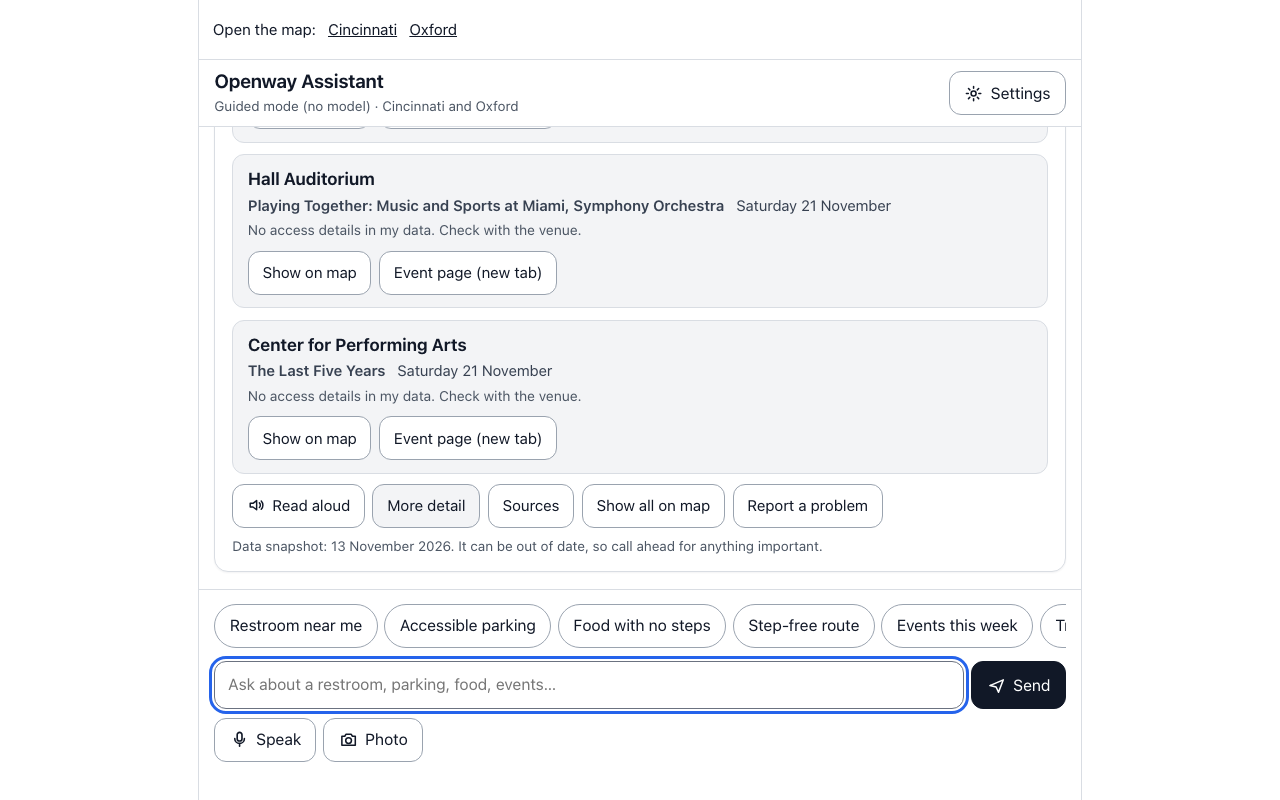 Open the map: Cincinnati Oxford
Openway Assistant
Guided mode (no model) · Cincinnati and Oxford
Settings
Hall Auditorium
Playing Together: Music and Sports at Miami, Symphony Orchestra Saturday 21 November
No access details in my data. Check with the venue.
Show on map Event page (new tab)
Center for Performing Arts
The Last Five Years Saturday 21 November
No access details in my data. Check with the venue.
Show on map Event page (new tab)
Read aloud More detail Sources Show all on map Report a problem
Data snapshot: 13 November 2026. It can be out of date, so call ahead for anything important.
Restroom near me Accessible parking Food with no steps Step-free route Events this week
Ask about a restroom, parking, food, events...
Send
Speak Photo